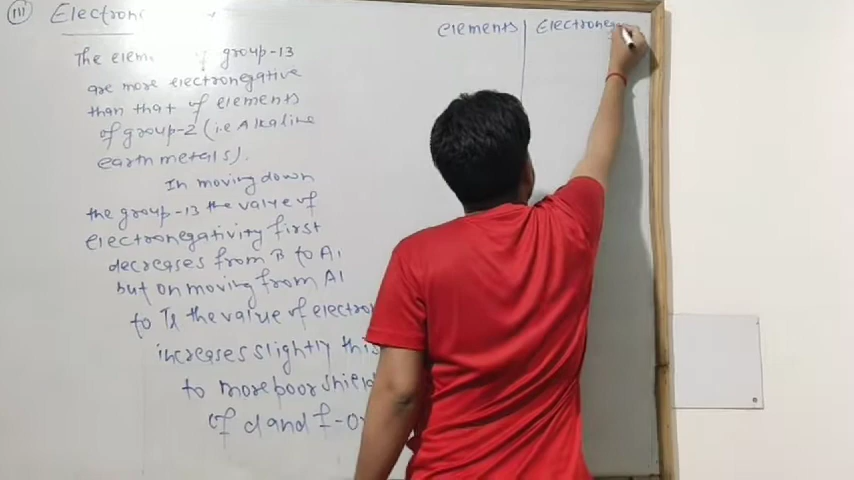 (iii) Electron
The elem group-13
are more electronegative
than that of elements
of group-2 (i.e Alkaline
earth metals).
In moving down
the group-13 the value of
electronegativity first
decreases from B to Al
but on moving from Al
to Tl the value of electron
increases slightly this
to more poor shield
of d and f-o
elements Electroneg